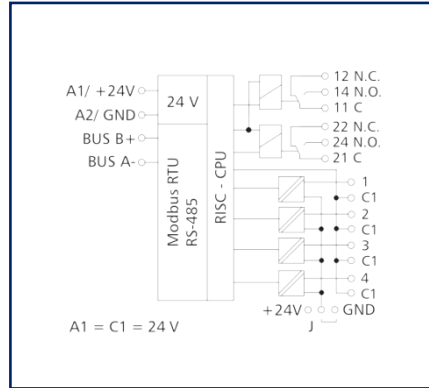 A1/ +24V
A2/ GND
BUS B+
BUS A-
24 V
Modbus RTU
RS-485
RISC - CPU
12 N.C.
14 N.O.
11 C
22 N.C.
24 N.O.
21 C
1
C1
2
C1
3
C1
4
C1
+24V
GND
J
A1 = C1 = 24 V